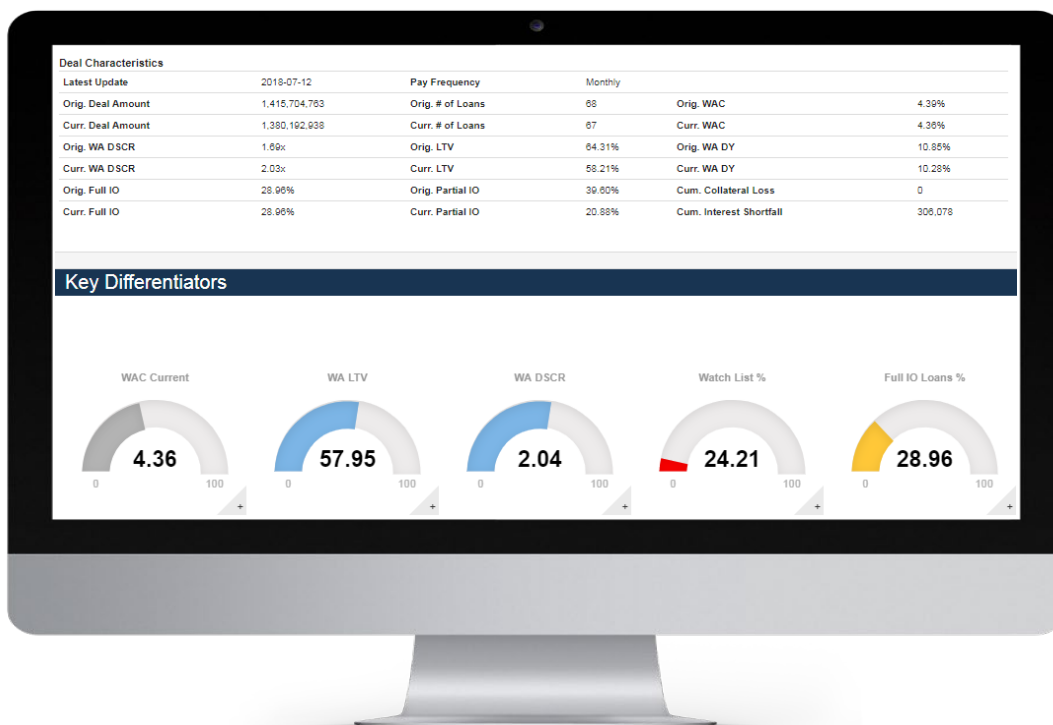 Deal Characteristics
Latest Update 2018-07-12 Pay Frequency Monthly
Orig. Deal Amount 1,415,704,763 Orig. # of Loans 68 Orig. WAC 4.39%
Curr. Deal Amount 1,380,192,938 Curr. # of Loans 67 Curr. WAC 4.36%
Orig. WA DSCR 1.69x Orig. LTV 64.31% Orig. WA DY 10.85%
Curr. WA DSCR 2.03x Curr. LTV 58.21% Curr. WA DY 10.28%
Orig. Full IO 28.96% Orig. Partial IO 39.60% Cum. Collateral Loss 0
Curr. Full IO 28.96% Curr. Partial IO 20.88% Cum. Interest Shortfall 306,078
Key Differentiators
WAC Current WA LTV WA DSCR Watch List % Full IO Loans %
4.36 57.95 2.04 24.21 28.96
0 100 0 100 0 100 0 100 0 100
+ + + + +